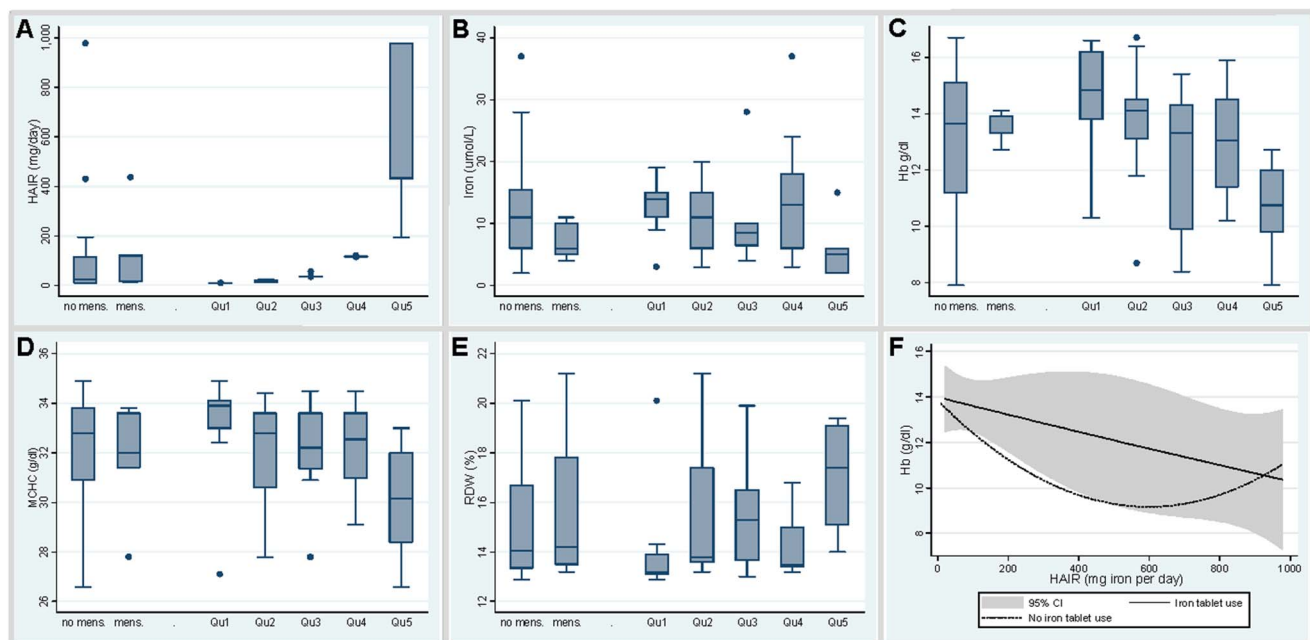 A
HAIR (mg/day)
1,000
800
600
400
200
0
no mens. mens. . Qu1 Qu2 Qu3 Qu4 Qu5
B
Iron (umol/L)
40
30
20
10
0
no mens. mens. . Qu1 Qu2 Qu3 Qu4 Qu5
C
Hb g/dl
16
14
12
10
8
no mens. mens. . Qu1 Qu2 Qu3 Qu4 Qu5
D
MCHC (g/dl)
36
34
32
30
28
26
no mens. mens. . Qu1 Qu2 Qu3 Qu4 Qu5
E
RDW (%)
22
20
18
16
14
12
no mens. mens. . Qu1 Qu2 Qu3 Qu4 Qu5
F
Hb (g/dl)
16
14
12
10
8
0 200 400 600 800 1000
HAIR (mg iron per day)
95% CI Iron tablet use
No iron tablet use